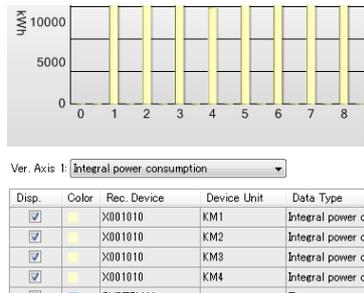 kWh
10000
5000
0
0 1 2 3 4 5 6 7 8
Ver. Axis 1: Integral power consumption
Disp. Color Rec. Device Device Unit Data Type
X001010 KM1 Integral power
X001010 KM2 Integral power
X001010 KM3 Integral power
X001010 KM4 Integral power